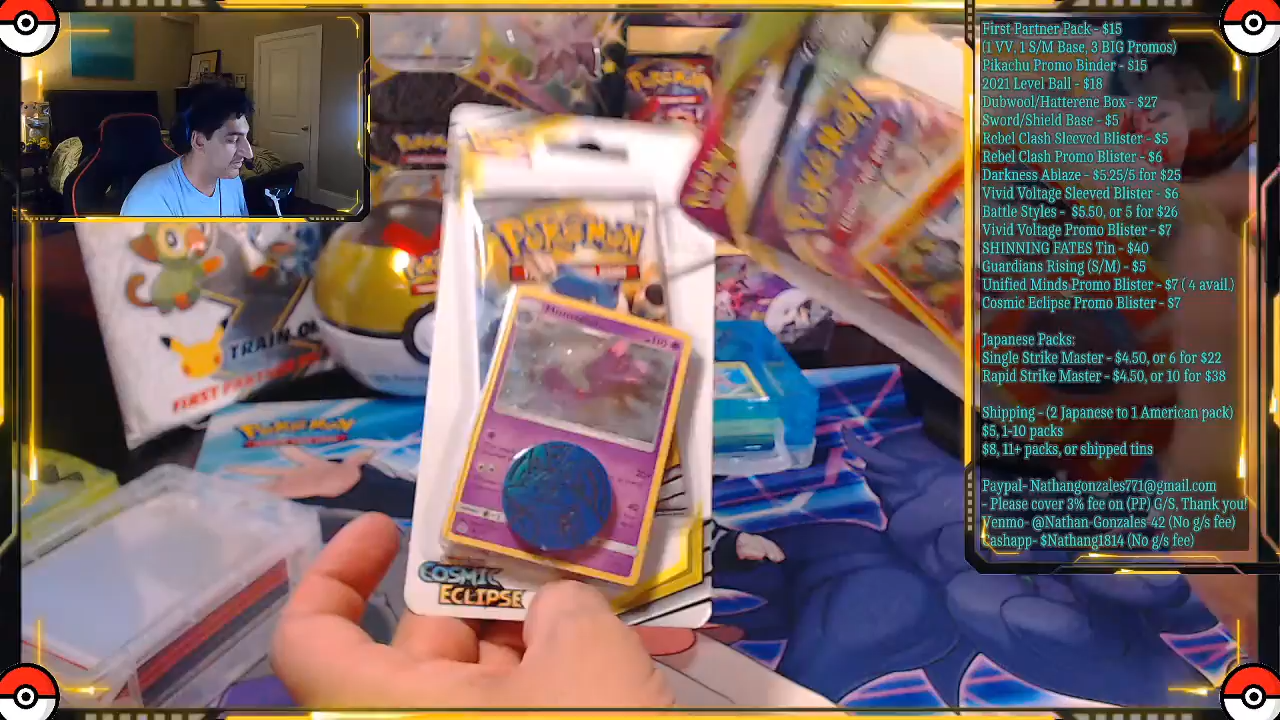 First Partner Pack - $15
(1 VV, 1 S/M Base, 3 BIG Promos)
Pikachu Promo Binder - $15
2021 Level Ball - $18
Dubwool/Hatterene Box - $27
Sword/Shield Base - $5
Rebel Clash Sleeved Blister - $5
Rebel Clash Promo Blister - $6
Darkness Ablaze - $5.25/5 for $25
Vivid Voltage Sleeved Blister - $6
Battle Styles - $5.50, or 5 for $26
Vivid Voltage Promo Blister - $7
SHINNING FATES Tin - $40
Guardians Rising (S/M) - $5
Unified Minds Promo Blister - $7 ( 4 avail.)
Cosmic Eclipse Promo Blister - $7
Japanese Packs:
Single Strike Master - $4.50, or 6 for $22
Rapid Strike Master - $4.50, or 10 for $38
Shipping - (2 Japanese to 1 American pack)
$5, 1-10 packs
$8, 11+ packs, or shipped tins
Paypal- Nathangonzales771@gmail.com
- Please cover 3% fee on (PP) G/S, Thank you!
Venmo- @Nathan-Gonzales-42 (No g/s fee)
Cashapp- $Nathang1814 (No g/s fee)
POKéMON
POKéMON
COSMIC
ECLIPSE
TRAIN ON
FIRST PARTNER
POKéMON